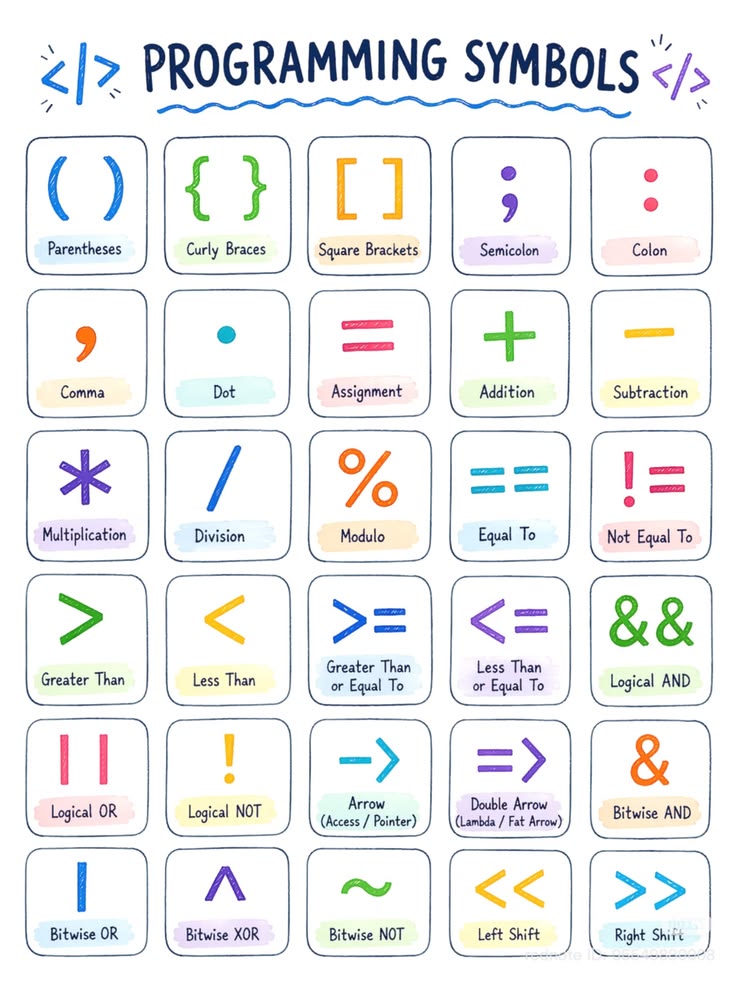 </> PROGRAMMING SYMBOLS </>
( ) { } [ ] ; :
Parentheses Curly Braces Square Brackets Semicolon Colon
, · = + −
Comma Dot Assignment Addition Subtraction
* / % == !=
Multiplication Division Modulo Equal To Not Equal To
> < >= <= &&
Greater Than Less Than Greater Than or Equal To Less Than or Equal To Logical AND
|| ! -> => &
Logical OR Logical NOT Arrow (Access / Pointer) Double Arrow (Lambda / Fat Arrow) Bitwise AND
| ^ ~ << >>
Bitwise OR Bitwise XOR Bitwise NOT Left Shift Right Shift
rednote ID: